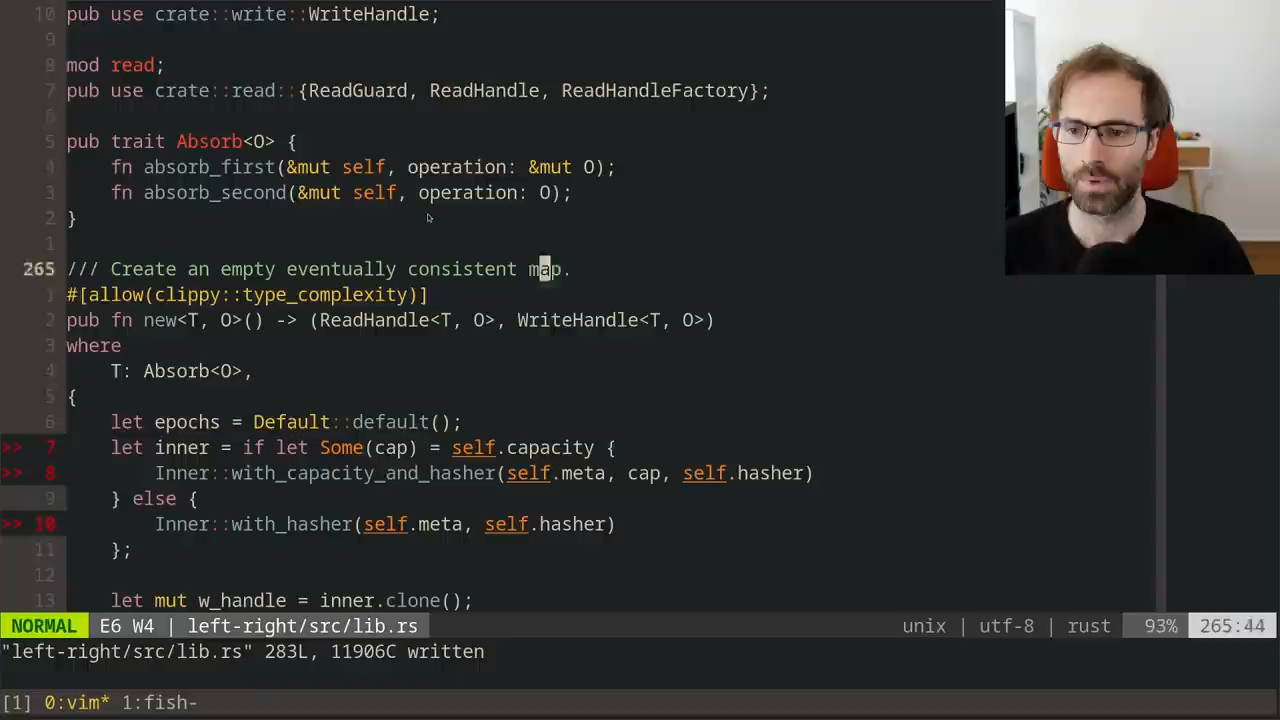 10 pub use crate::write::WriteHandle;
9
8 mod read;
7 pub use crate::read::{ReadGuard, ReadHandle, ReadHandleFactory};
6
5 pub trait Absorb<O> {
4     fn absorb_first(&mut self, operation: &mut O);
3     fn absorb_second(&mut self, operation: O);
2 }
1
265 /// Create an empty eventually consistent map.
1 #[allow(clippy::type_complexity)]
2 pub fn new<T, O>() -> (ReadHandle<T, O>, WriteHandle<T, O>)
3 where
4     T: Absorb<O>,
5 {
6     let epochs = Default::default();
>> 7     let inner = if let Some(cap) = self.capacity {
>> 8         Inner::with_capacity_and_hasher(self.meta, cap, self.hasher)
9     } else {
>> 10         Inner::with_hasher(self.meta, self.hasher)
11     };
12
13     let mut w_handle = inner.clone();
NORMAL E6 W4 | left-right/src/lib.rs unix | utf-8 | rust 93% 265:44
"left-right/src/lib.rs" 283L, 11906C written
[1] 0:vim* 1:fish-